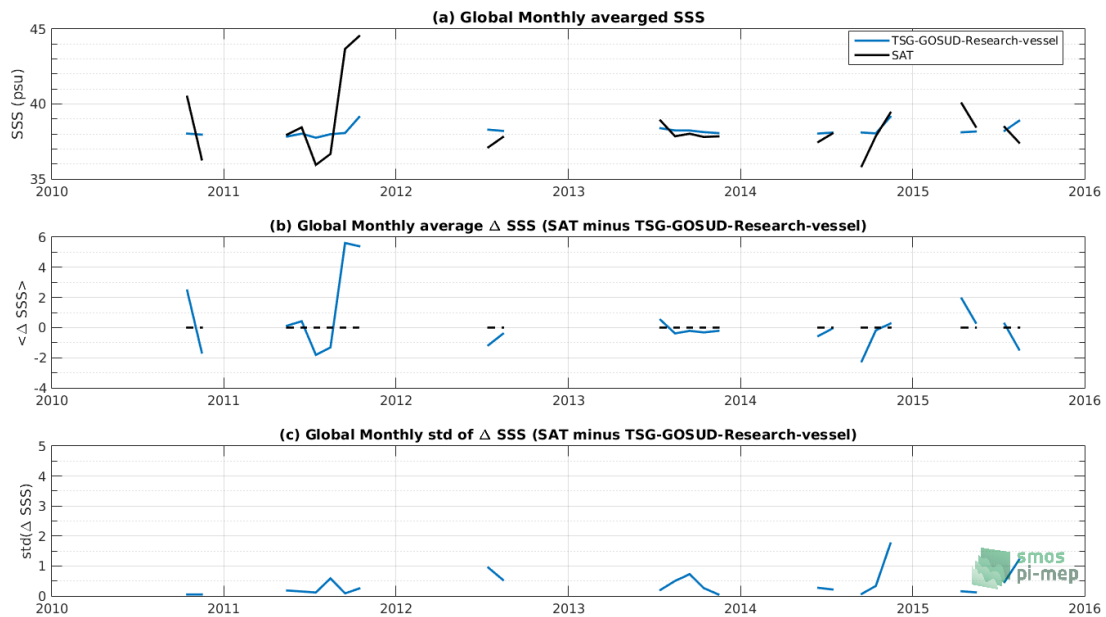 (a) Global Monthly avearged SSS
SSS (psu)
45
40
35
TSG-GOSUD-Research-vessel
SAT
2010 2011 2012 2013 2014 2015 2016
(b) Global Monthly average Δ SSS (SAT minus TSG-GOSUD-Research-vessel)
<Δ SSS>
6
4
2
0
-2
-4
2010 2011 2012 2013 2014 2015 2016
(c) Global Monthly std of Δ SSS (SAT minus TSG-GOSUD-Research-vessel)
std(Δ SSS)
5
4
3
2
1
0
2010 2011 2012 2013 2014 2015 2016
smos
pi-mep